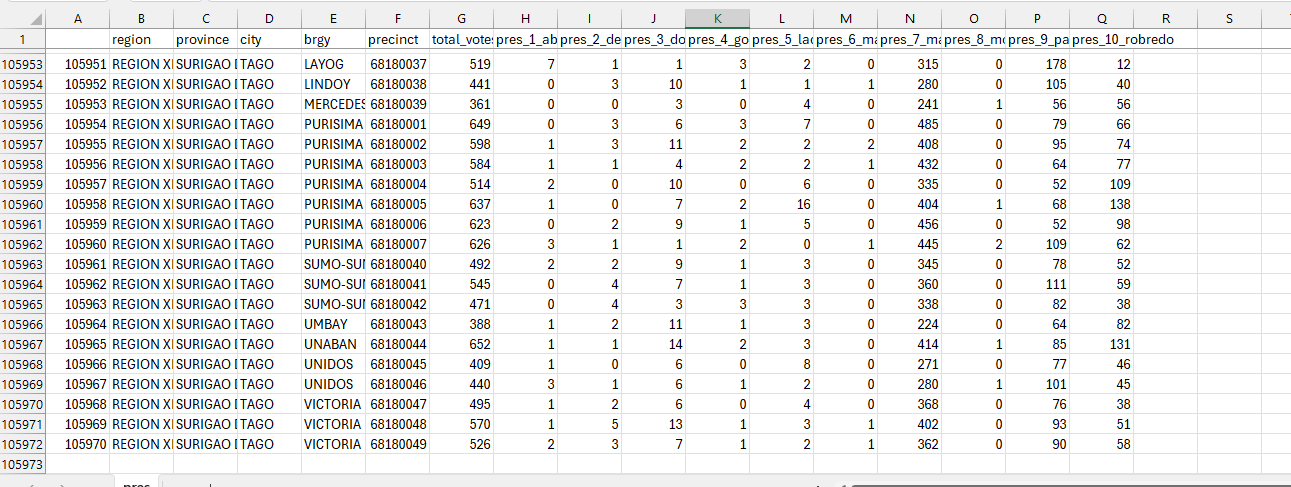 A B C D E F G H I J K L M N O P Q R S
1 region province city brgy precinct total_votes pres_1_ab pres_2_de pres_3_do pres_4_go pres_5_lac pres_6_ma pres_7_ma pres_8_mo pres_9_pa pres_10_robredo
105953 105951 REGION XI SURIGAO D TAGO LAYOG 68180037 519 7 1 1 3 2 0 315 0 178 12
105954 105952 REGION XI SURIGAO D TAGO LINDOY 68180038 441 0 3 10 1 1 1 280 0 105 40
105955 105953 REGION XI SURIGAO D TAGO MERCEDES 68180039 361 0 0 3 0 4 0 241 1 56 56
105956 105954 REGION XI SURIGAO D TAGO PURISIMA 68180001 649 0 3 6 3 7 0 485 0 79 66
105957 105955 REGION XI SURIGAO D TAGO PURISIMA 68180002 598 1 3 11 2 2 2 408 0 95 74
105958 105956 REGION XI SURIGAO D TAGO PURISIMA 68180003 584 1 1 4 2 2 1 432 0 64 77
105959 105957 REGION XI SURIGAO D TAGO PURISIMA 68180004 514 2 0 10 0 6 0 335 0 52 109
105960 105958 REGION XI SURIGAO D TAGO PURISIMA 68180005 637 1 0 7 2 16 0 404 1 68 138
105961 105959 REGION XI SURIGAO D TAGO PURISIMA 68180006 623 0 2 9 1 5 0 456 0 52 98
105962 105960 REGION XI SURIGAO D TAGO PURISIMA 68180007 626 3 1 1 2 0 1 445 2 109 62
105963 105961 REGION XI SURIGAO D TAGO SUMO-SUM 68180040 492 2 2 9 1 3 0 345 0 78 52
105964 105962 REGION XI SURIGAO D TAGO SUMO-SUM 68180041 545 0 4 7 1 3 0 360 0 111 59
105965 105963 REGION XI SURIGAO D TAGO SUMO-SUM 68180042 471 0 4 3 3 3 0 338 0 82 38
105966 105964 REGION XI SURIGAO D TAGO UMBAY 68180043 388 1 2 11 1 3 0 224 0 64 82
105967 105965 REGION XI SURIGAO D TAGO UNABAN 68180044 652 1 1 14 2 3 0 414 1 85 131
105968 105966 REGION XI SURIGAO D TAGO UNIDOS 68180045 409 1 0 6 0 8 0 271 0 77 46
105969 105967 REGION XI SURIGAO D TAGO UNIDOS 68180046 440 3 1 6 1 2 0 280 1 101 45
105970 105968 REGION XI SURIGAO D TAGO VICTORIA 68180047 495 1 2 6 0 4 0 368 0 76 38
105971 105969 REGION XI SURIGAO D TAGO VICTORIA 68180048 570 1 5 13 1 3 1 402 0 93 51
105972 105970 REGION XI SURIGAO D TAGO VICTORIA 68180049 526 2 3 7 1 2 1 362 0 90 58
105973
pres